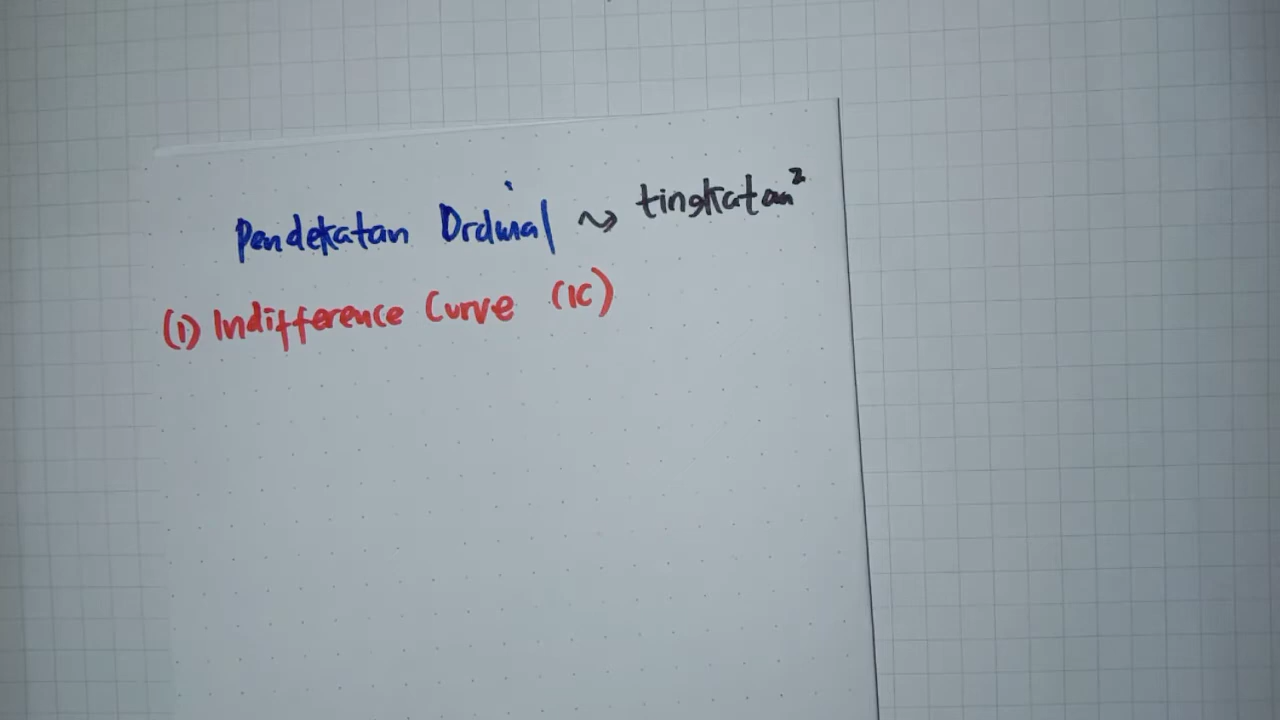 Pendekatan Ordinal ⤳ tingkatan²
(1) Indifference Curve (IC)